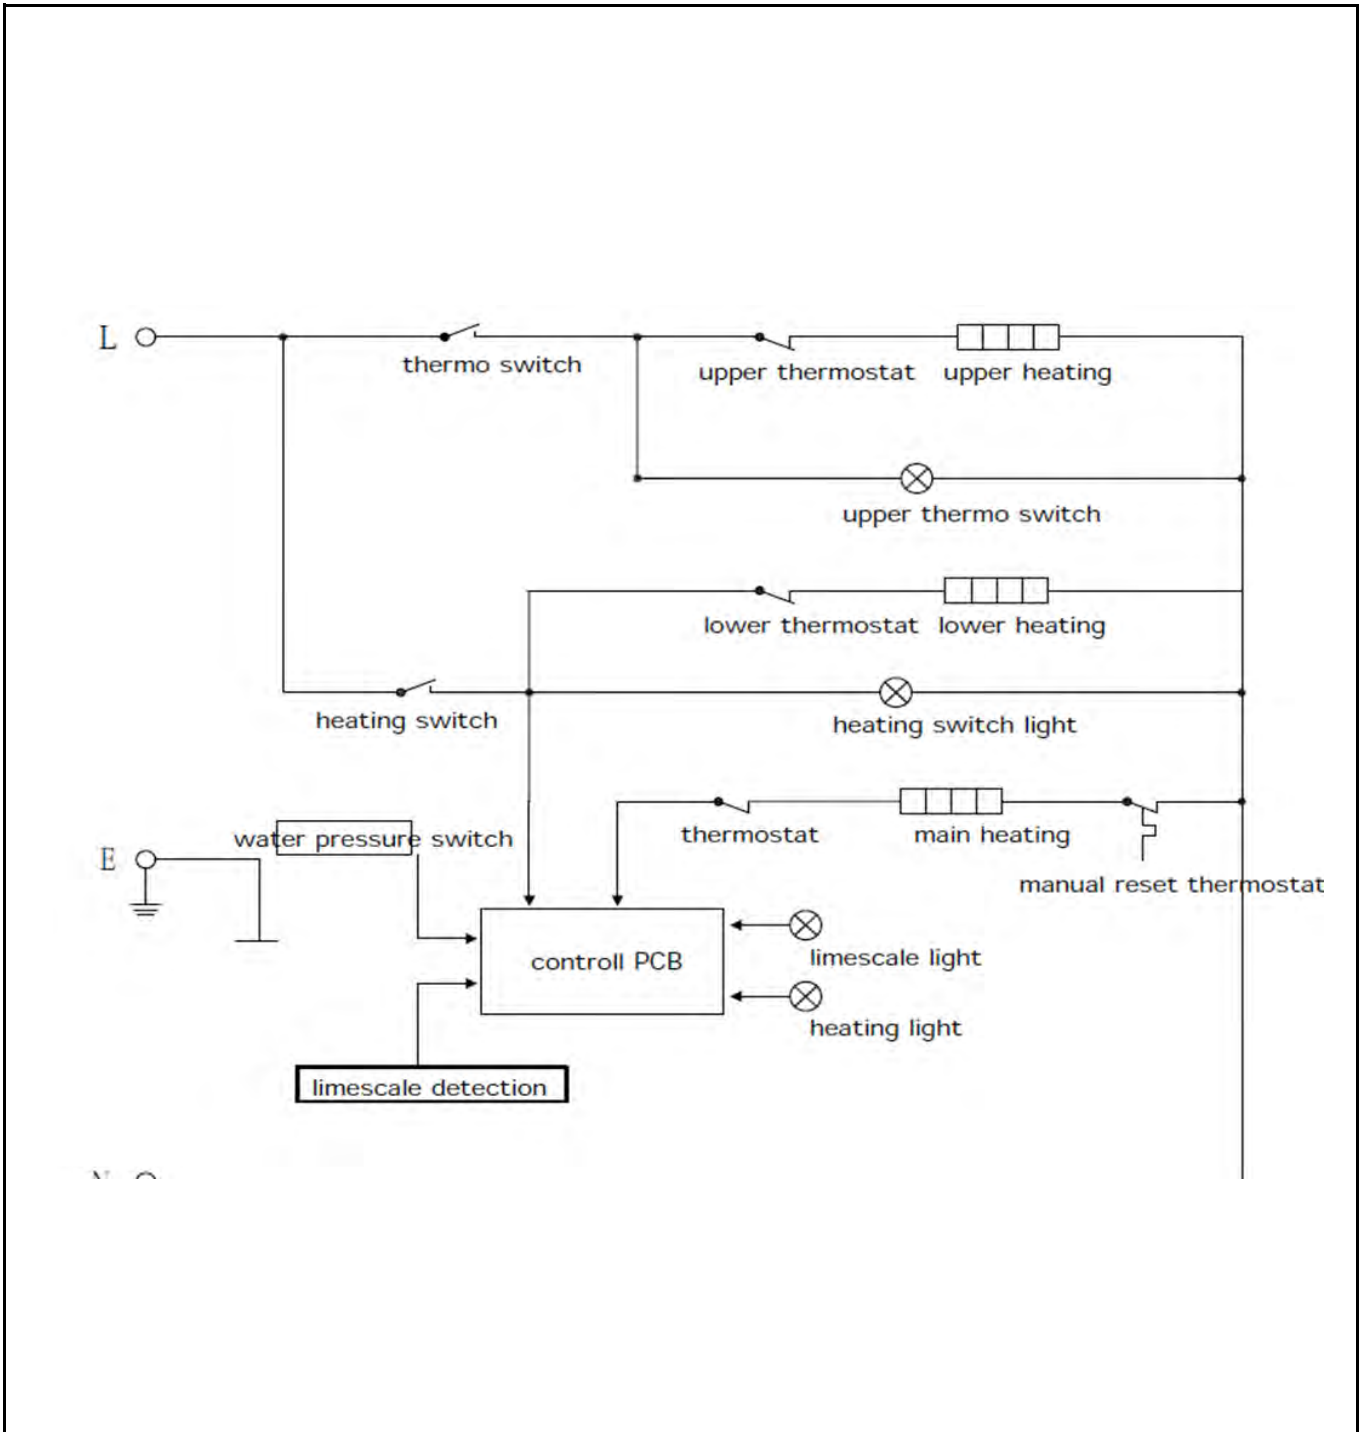 L
thermo switch
upper thermostat
upper heating
upper thermo switch
lower thermostat
lower heating
heating switch
heating switch light
water pressure switch
thermostat
main heating
E
manual reset thermostat
controll PCB
limescale light
heating light
limescale detection